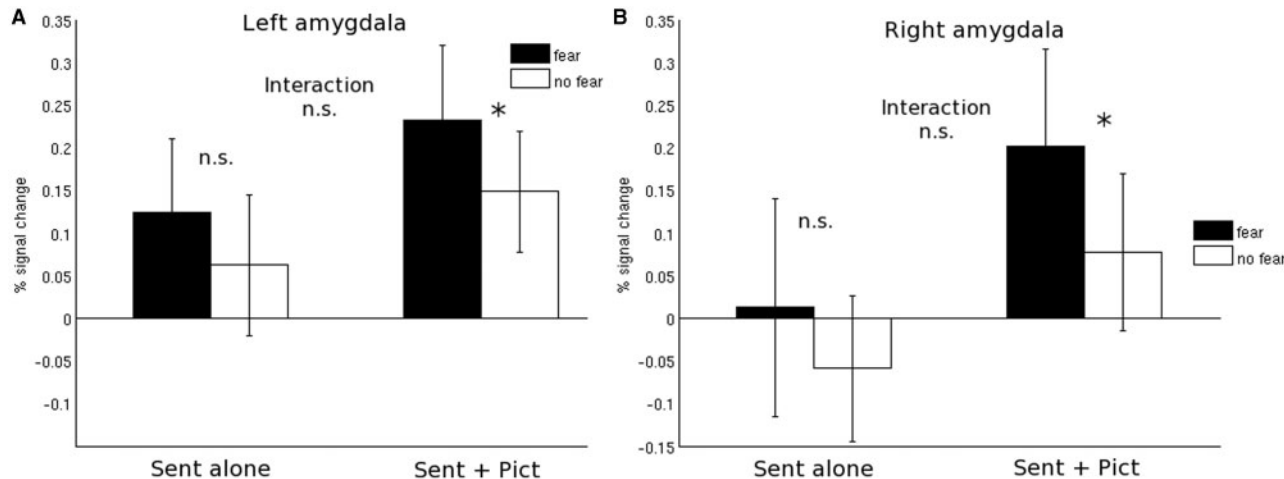 A
Left amygdala
0.35
0.3
0.25
0.2
0.15
0.1
0.05
0
-0.05
-0.1
% signal change
fear
no fear
Interaction
n.s.
n.s.
*
Sent alone
Sent + Pict
B
Right amygdala
0.35
0.3
0.25
0.2
0.15
0.1
0.05
0
-0.05
-0.1
-0.15
% signal change
Interaction
n.s.
*
n.s.
fear
no fear
Sent alone
Sent + Pict